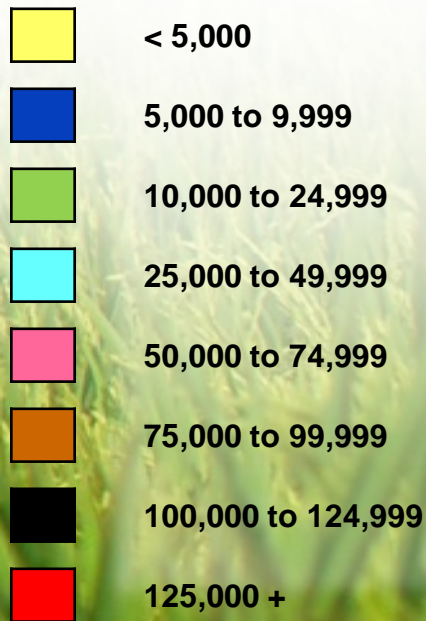 < 5,000
5,000 to 9,999
10,000 to 24,999
25,000 to 49,999
50,000 to 74,999
75,000 to 99,999
100,000 to 124,999
125,000 +